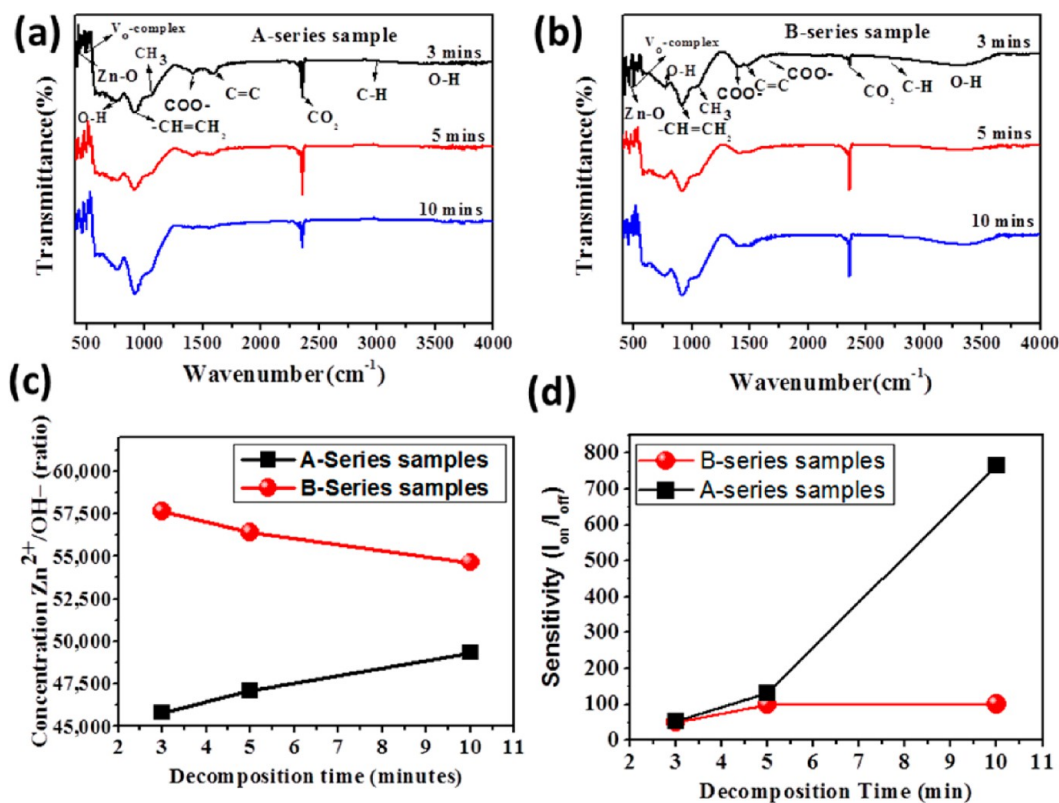 (a)
A-series sample
V₀-complex
CH₃
3 mins
Zn-O
O-H
COO-
C=C
C-H
O-H
CO₂
-CH=CH₂
5 mins
10 mins
Transmittance(%)
500 1000 1500 2000 2500 3000 3500 4000
Wavenumber(cm⁻¹)
(b)
B-series sample
V₀-complex
3 mins
O-H
C=C
COO-
O-H
Zn-O
CH₃
COO-
CO₂
C-H
-CH=CH₂
5 mins
10 mins
Transmittance(%)
500 1000 1500 2000 2500 3000 3500 4000
Wavenumber(cm⁻¹)
(c)
A-Series samples
B-Series samples
60,000
57,500
55,000
52,500
50,000
47,500
45,000
Concentration Zn²⁺/OH− (ratio)
2 3 4 5 6 7 8 9 10 11
Decomposition time (minutes)
(d)
B-series samples
A-series samples
800
700
600
500
400
300
200
100
0
Sensitivity (Iₒₙ/Iₒff)
2 3 4 5 6 7 8 9 10 11
Decomposition Time (min)